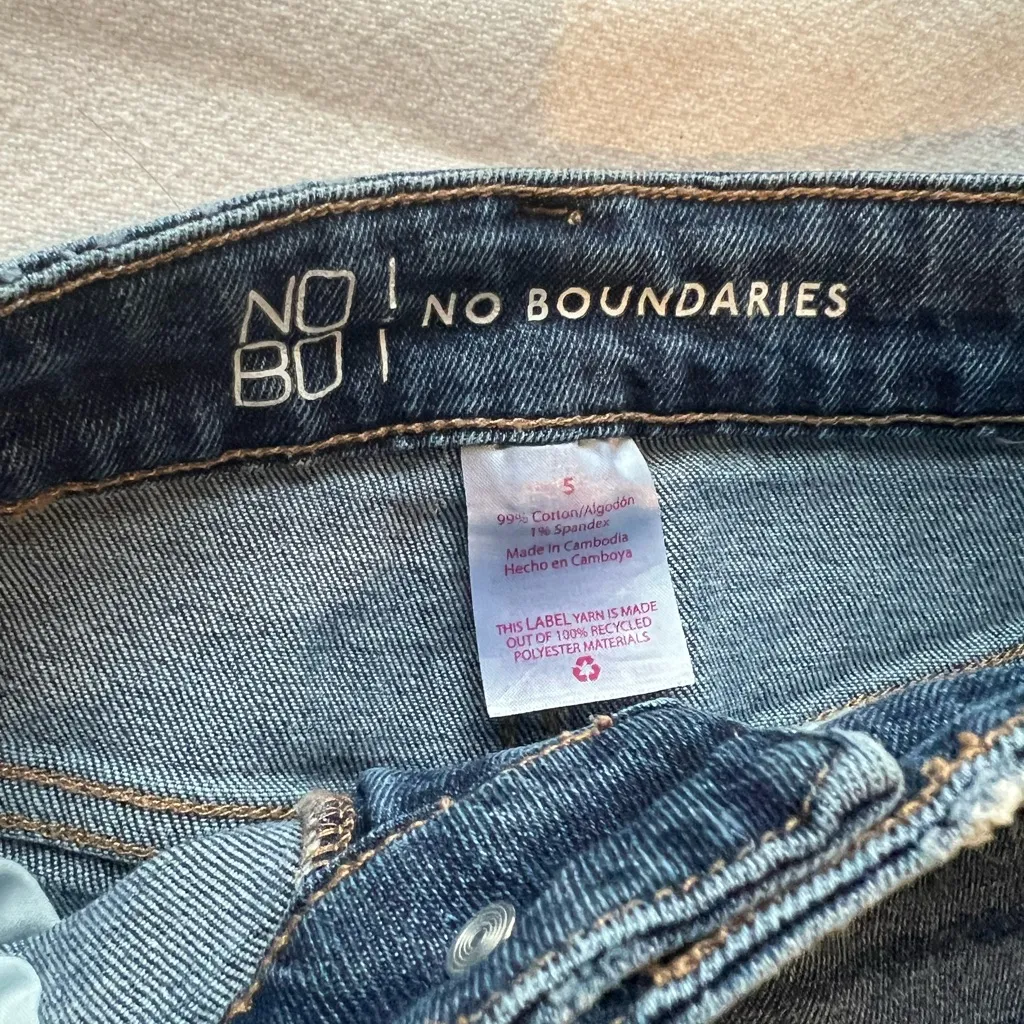 NO
BO
NO BOUNDARIES
5
99% Cotton/Algodón
1% Spandex
Made in Cambodia
Hecho en Camboya
THIS LABEL YARN IS MADE
OUT OF 100% RECYCLED
POLYESTER MATERIALS